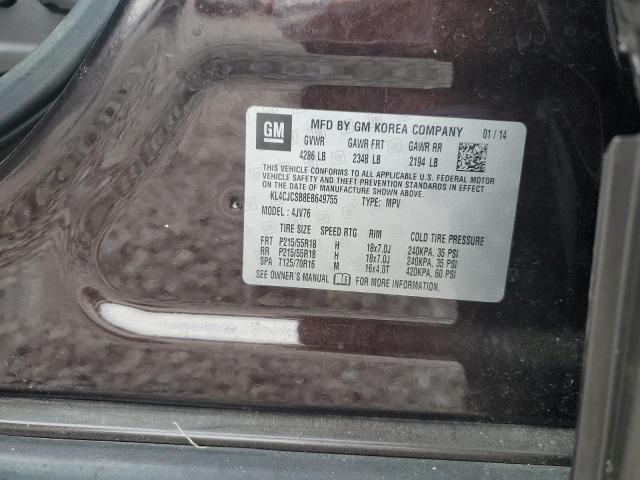 GM
MFD BY GM KOREA COMPANY 01/14
GVWR GAWR FRT GAWR RR
4286 LB 2348 LB 2194 LB
THIS VEHICLE CONFORMS TO ALL APPLICABLE U.S. FEDERAL MOTOR
VEHICLE SAFETY AND THEFT PREVENTION STANDARDS IN EFFECT
ON THE DATE OF MANUFACTURE SHOWN ABOVE.
KL4CJCSB8EB649755 TYPE: MPV
MODEL: 4JV76
TIRE SIZE SPEED RTG RIM COLD TIRE PRESSURE
FRT P215/55R18 H 18x7.0J 240KPA, 35 PSI
RR P215/55R18 H 18x7.0J 240KPA, 35 PSI
SPA T125/70R16 M 16x4.0T 420KPA, 60 PSI
SEE OWNER'S MANUAL FOR MORE INFORMATION.